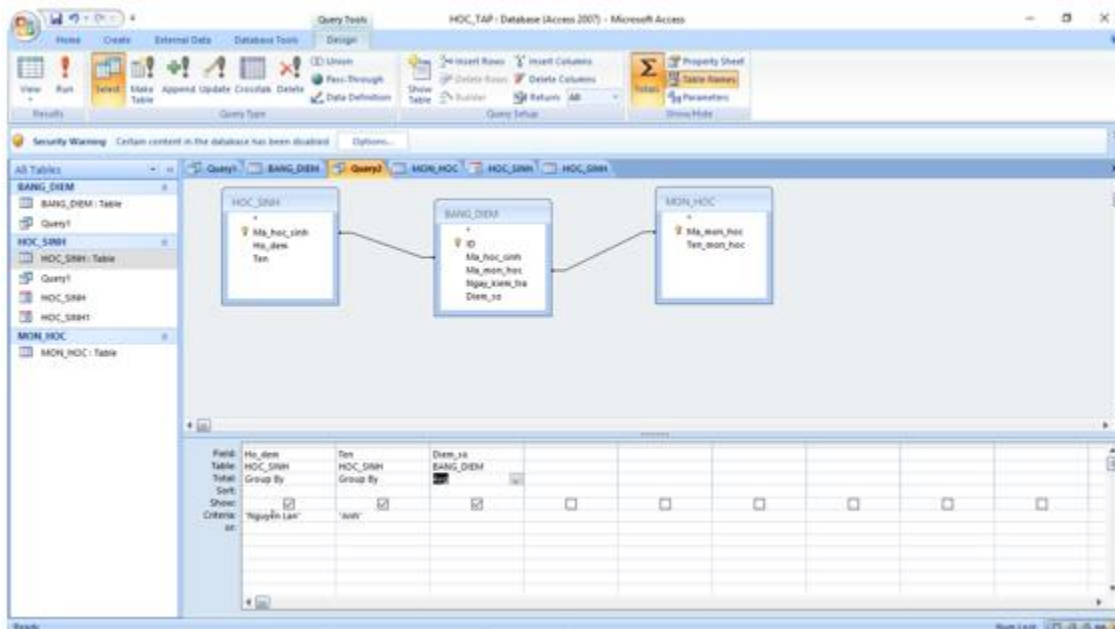 Query Tools
HOC_TAP : Database (Access 2007) - Microsoft Access
Home Create External Data Database Tools Design
View
Run
Select
Make Table
Append
Update
Crosstab
Delete
Union
Pass-Through
Data Definition
Show Table
Insert Rows
Delete Rows
Builder
Insert Columns
Delete Columns
Return: All
Totals
Property Sheet
Table Names
Parameters
Results Query Type Query Setup Show/Hide
Security Warning Certain content in the database has been disabled Options...
All Tables
BANG_DIEM
BANG_DIEM : Table
Query1
HOC_SINH
HOC_SINH : Table
Query1
HOC_SINH
HOC_SINH1
MON_HOC
MON_HOC : Table
Query1 BANG_DIEM Query2 MON_HOC HOC_SINH HOC_SINH
HOC_SINH
*
Ma_hoc_sinh
Ho_dem
Ten
BANG_DIEM
*
ID
Ma_hoc_sinh
Ma_mon_hoc
Ngay_kiem_tra
Diem_so
MON_HOC
*
Ma_mon_hoc
Ten_mon_hoc
Field: Ho_dem Ten Diem_so
Table: HOC_SINH HOC_SINH BANG_DIEM
Total: Group By Group By Avg
Sort:
Show:
Criteria: "Nguyễn Lan" "Anh"
or:
Ready
Num Lock